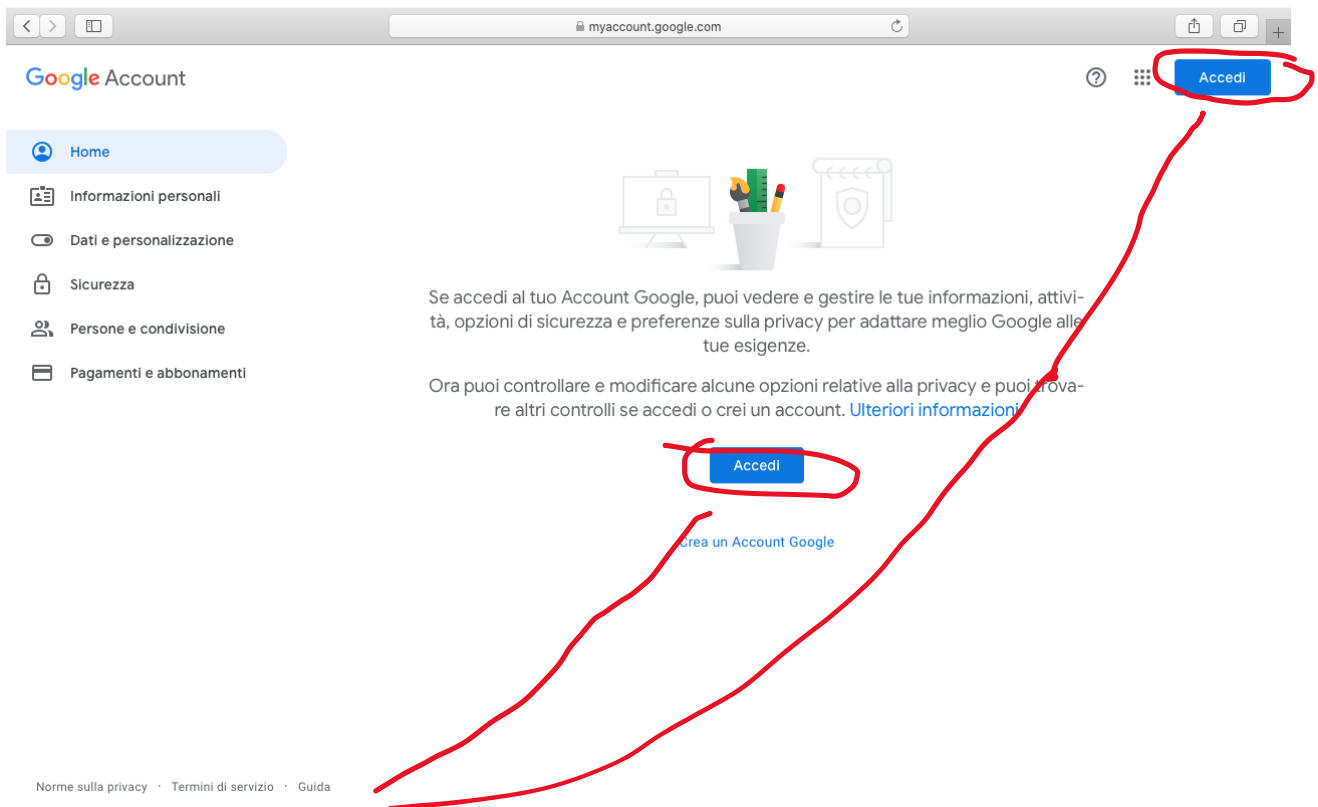 myaccount.google.com
Google Account
Accedi
Home
Informazioni personali
Dati e personalizzazione
Sicurezza
Persone e condivisione
Pagamenti e abbonamenti
Se accedi al tuo Account Google, puoi vedere e gestire le tue informazioni, attivi-
tà, opzioni di sicurezza e preferenze sulla privacy per adattare meglio Google alle
tue esigenze.
Ora puoi controllare e modificare alcune opzioni relative alla privacy e puoi trova-
re altri controlli se accedi o crei un account. Ulteriori informazioni
Accedi
Crea un Account Google
Norme sulla privacy · Termini di servizio · Guida